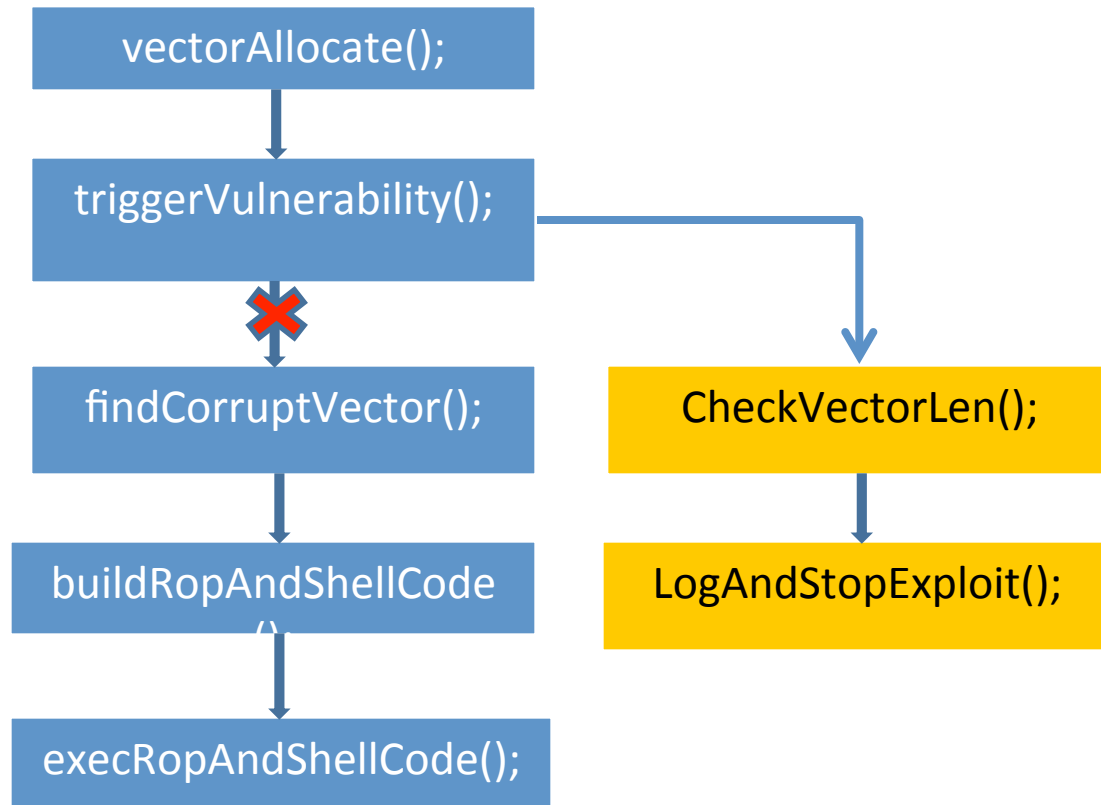 vectorAllocate();
triggerVulnerability();
findCorruptVector();
CheckVectorLen();
buildRopAndShellCode
();
LogAndStopExploit();
execRopAndShellCode();